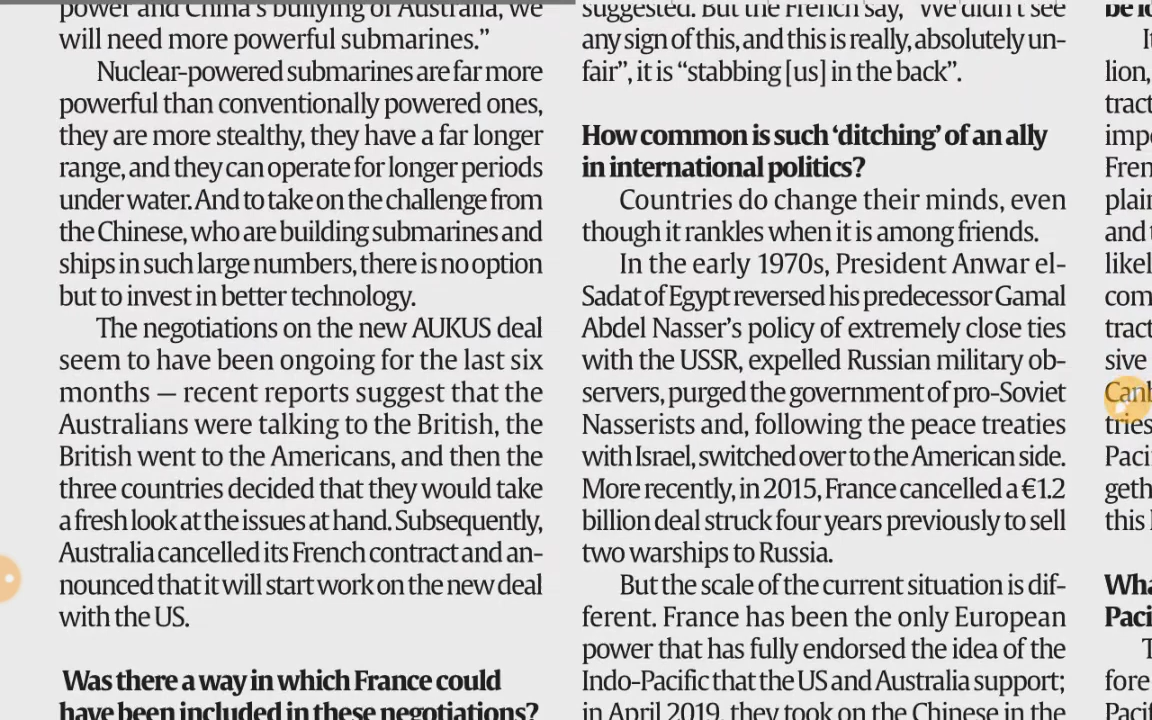 power and China's bullying of Australia, we
will need more powerful submarines.”
Nuclear-powered submarines are far more
powerful than conventionally powered ones,
they are more stealthy, they have a far longer
range, and they can operate for longer periods
under water. And to take on the challenge from
the Chinese, who are building submarines and
ships in such large numbers, there is no option
but to invest in better technology.
The negotiations on the new AUKUS deal
seem to have been ongoing for the last six
months — recent reports suggest that the
Australians were talking to the British, the
British went to the Americans, and then the
three countries decided that they would take
a fresh look at the issues at hand. Subsequently,
Australia cancelled its French contract and an-
nounced that it will start work on the new deal
with the US.
Was there a way in which France could
have been included in these negotiations?
suggested. But the French say, “We didn't see
any sign of this, and this is really, absolutely un-
fair”, it is “stabbing [us] in the back”.
How common is such ‘ditching’ of an ally
in international politics?
Countries do change their minds, even
though it rankles when it is among friends.
In the early 1970s, President Anwar el-
Sadat of Egypt reversed his predecessor Gamal
Abdel Nasser’s policy of extremely close ties
with the USSR, expelled Russian military ob-
servers, purged the government of pro-Soviet
Nasserists and, following the peace treaties
with Israel, switched over to the American side.
More recently, in 2015, France cancelled a €1.2
billion deal struck four years previously to sell
two warships to Russia.
But the scale of the current situation is dif-
ferent. France has been the only European
power that has fully endorsed the idea of the
Indo-Pacific that the US and Australia support;
in April 2019, they took on the Chinese in the
lion,
and
this